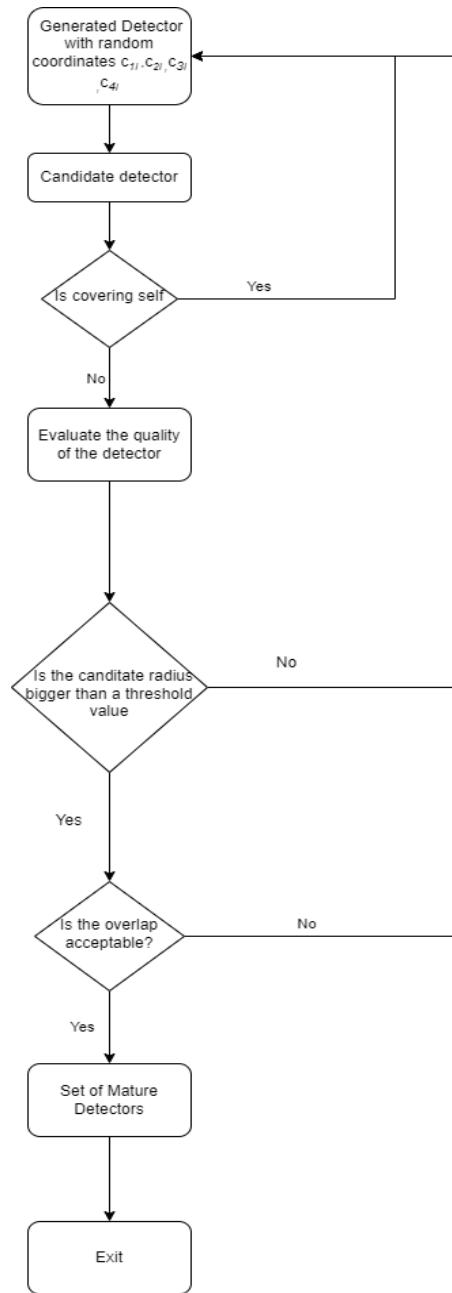 Generated Detector
with random
coordinates c₁ᵢ,c₂ᵢ,c₃ᵢ
,c₄ᵢ
Candidate detector
Is covering self
Yes
No
Evaluate the quality
of the detector
Is the canditate radius
bigger than a threshold
value
No
Yes
Is the overlap
acceptable?
No
Yes
Set of Mature
Detectors
Exit